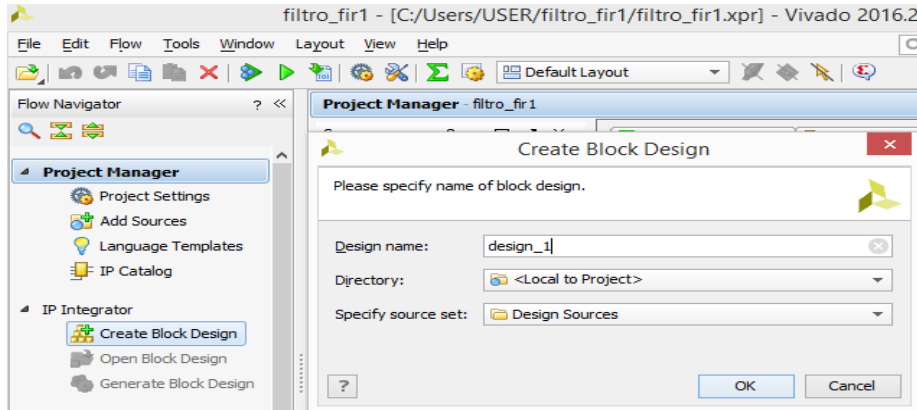 filtro_fir1 - [C:/Users/USER/filtro_fir1/filtro_fir1.xpr] - Vivado 2016.2
File Edit Flow Tools Window Layout View Help
Default Layout
Flow Navigator ? «
Project Manager - filtro_fir1
Create Block Design
Please specify name of block design.
Design name: design_1
Directory: <Local to Project>
Specify source set: Design Sources
? OK Cancel
Project Manager
Project Settings
Add Sources
Language Templates
IP Catalog
IP Integrator
Create Block Design
Open Block Design
Generate Block Design